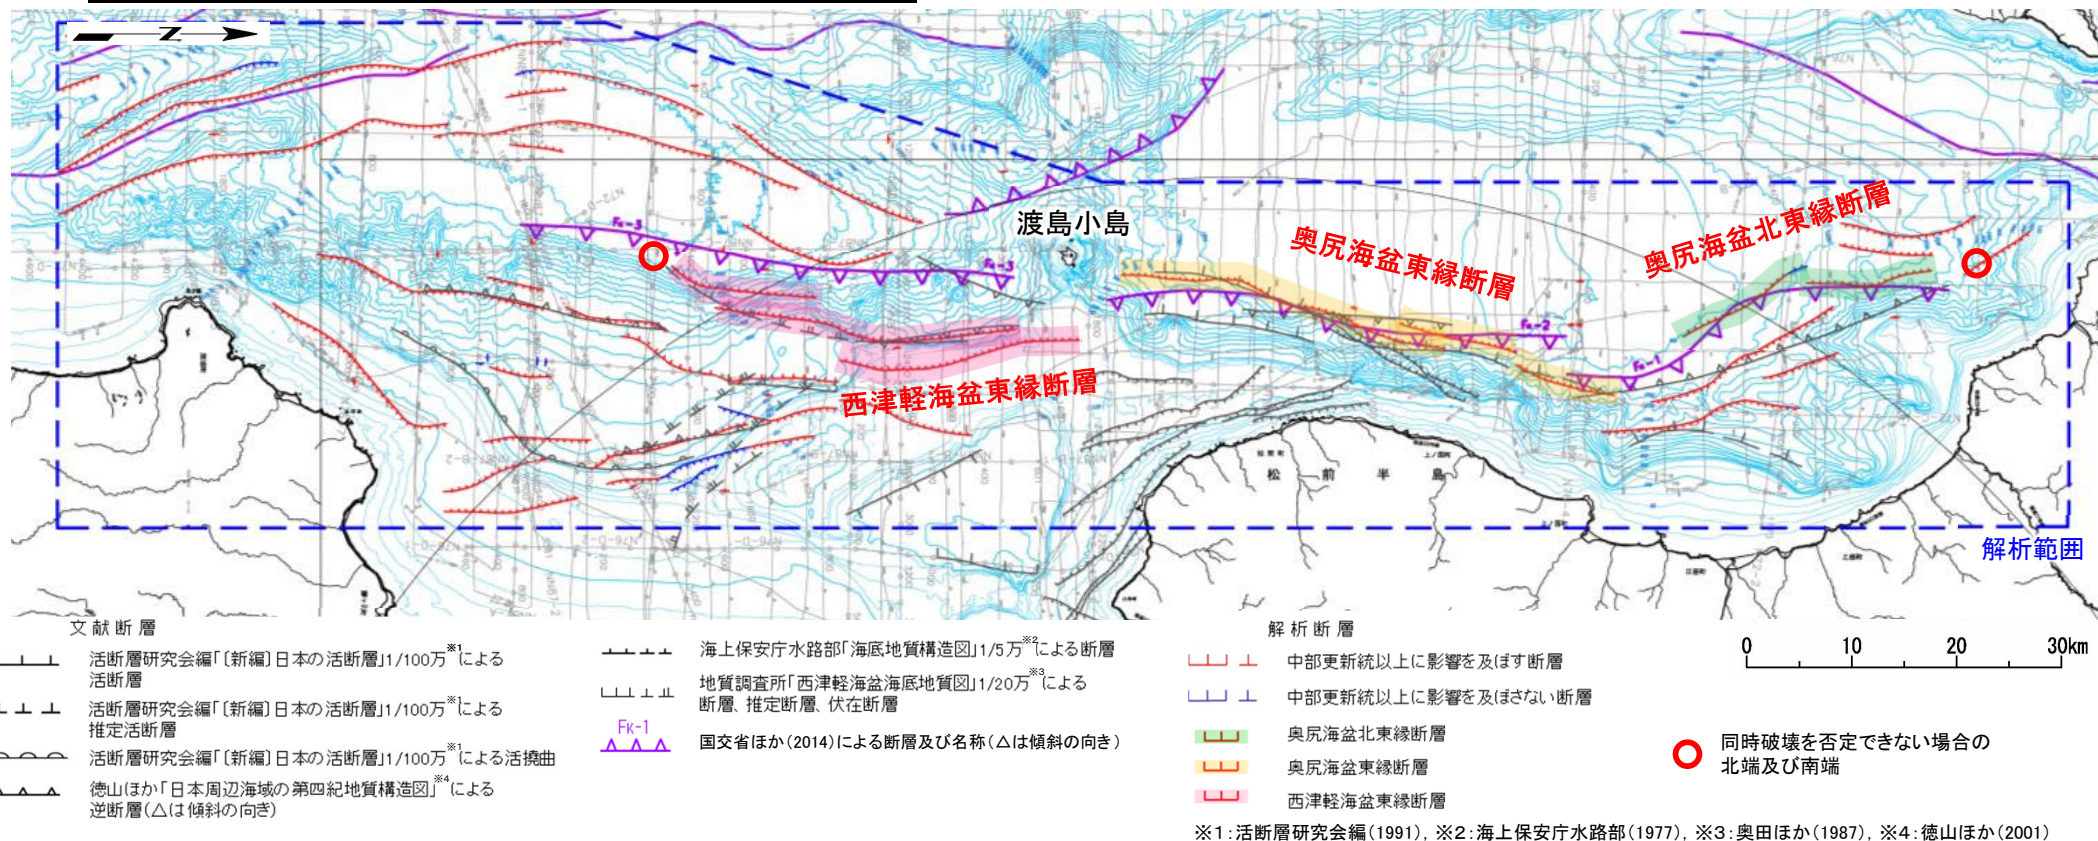 N
Fк-3
渡島小島
Fк-3
奥尻海盆東縁断層
奥尻海盆北東縁断層
Fк-2
Fк-1
西津軽海盆東縁断層
松前半島
上ノ国町
江差町
解析範囲
文献断層
活断層研究会編「〔新編〕日本の活断層」1/100万※1による
活断層
活断層研究会編「〔新編〕日本の活断層」1/100万※1による
推定活断層
活断層研究会編「〔新編〕日本の活断層」1/100万※1による活撓曲
徳山ほか「日本周辺海域の第四紀地質構造図」※4による
逆断層(△は傾斜の向き)
海上保安庁水路部「海底地質構造図」1/5万※2による断層
地質調査所「西津軽海盆海底地質図」1/20万※3による
断層、推定断層、伏在断層
Fк-1
国交省ほか(2014)による断層及び名称(△は傾斜の向き)
解析断層
中部更新統以上に影響を及ぼす断層
中部更新統以上に影響を及ぼさない断層
奥尻海盆北東縁断層
奥尻海盆東縁断層
西津軽海盆東縁断層
0 10 20 30km
同時破壊を否定できない場合の
北端及び南端
※1:活断層研究会編(1991), ※2:海上保安庁水路部(1977), ※3:奥田ほか(1987), ※4:徳山ほか(2001)